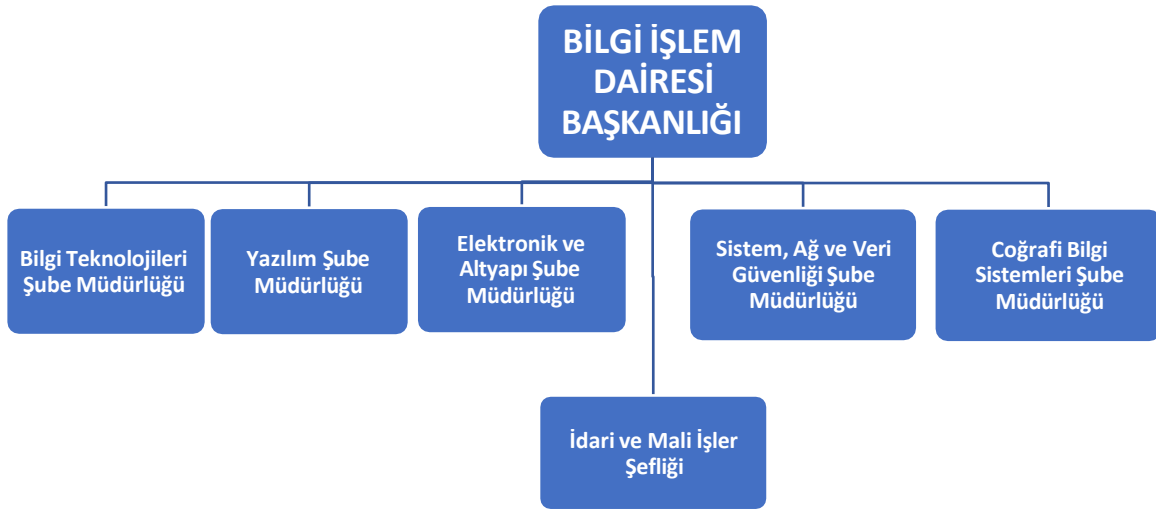 BİLGİ İŞLEM
DAİRESİ
BAŞKANLIĞI
Bilgi Teknolojileri
Şube Müdürlüğü
Yazılım Şube
Müdürlüğü
Elektronik ve
Altyapı Şube
Müdürlüğü
Sistem, Ağ ve Veri
Güvenliği Şube
Müdürlüğü
Coğrafi Bilgi
Sistemleri Şube
Müdürlüğü
İdari ve Mali İşler
Şefliği